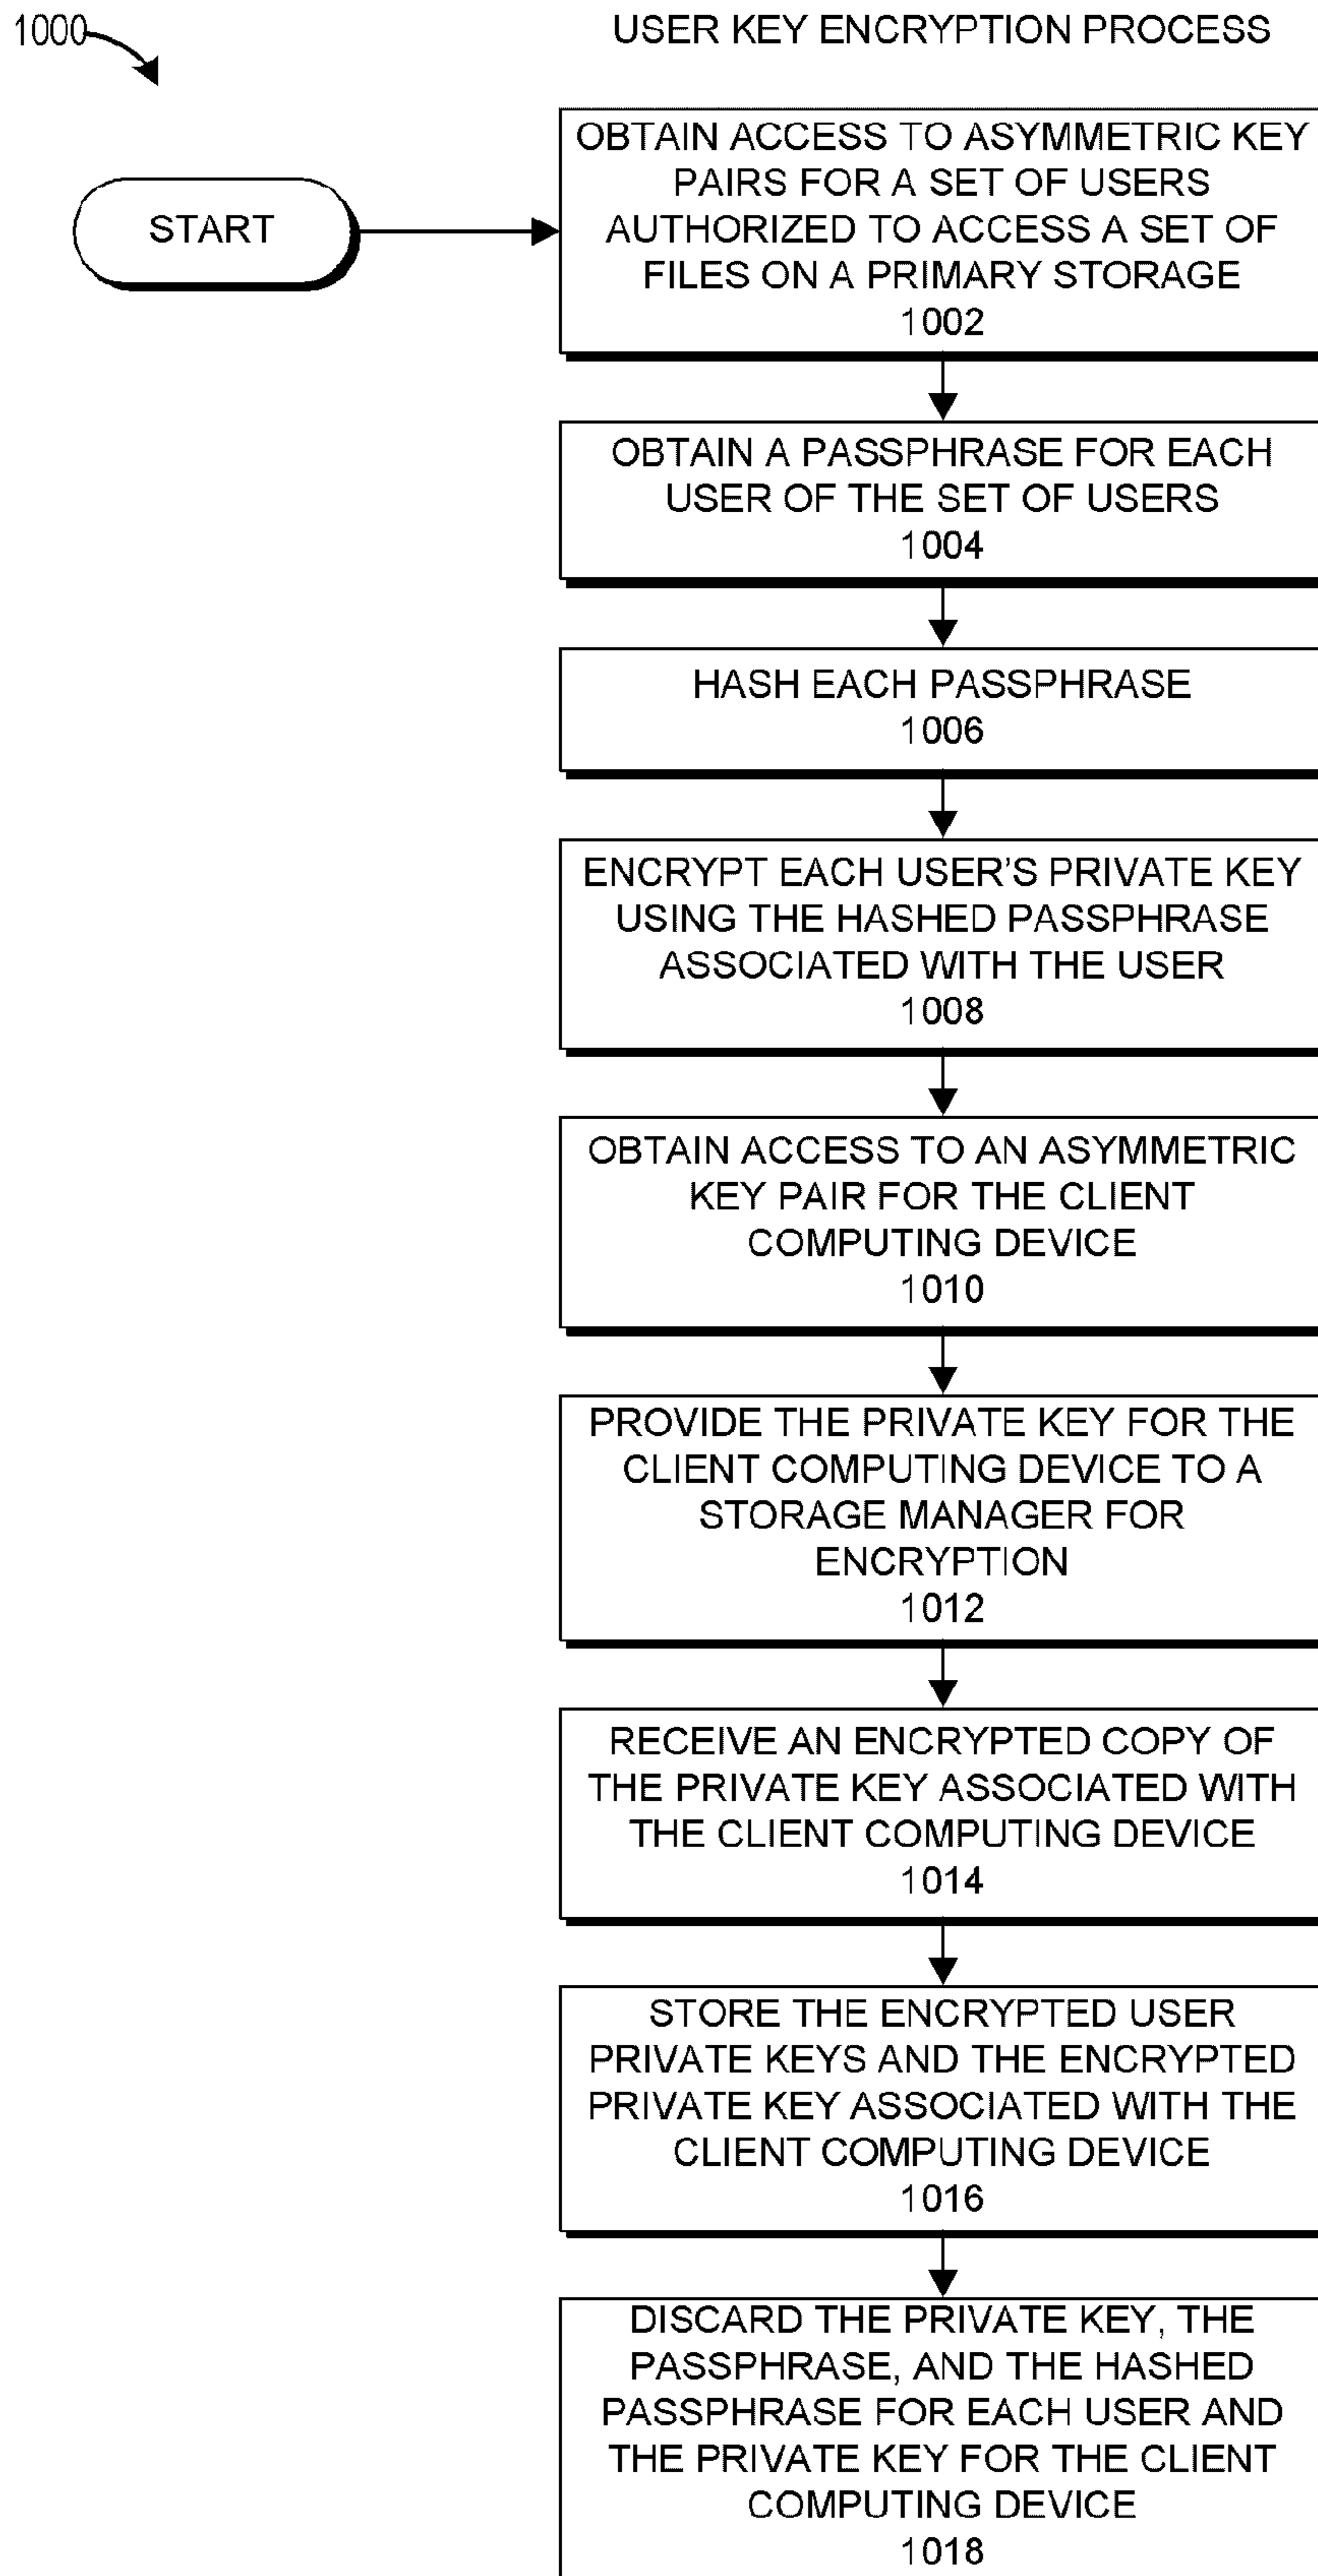 1000
USER KEY ENCRYPTION PROCESS
START
OBTAIN ACCESS TO ASYMMETRIC KEY
PAIRS FOR A SET OF USERS
AUTHORIZED TO ACCESS A SET OF
FILES ON A PRIMARY STORAGE
1002
OBTAIN A PASSPHRASE FOR EACH
USER OF THE SET OF USERS
1004
HASH EACH PASSPHRASE
1006
ENCRYPT EACH USER'S PRIVATE KEY
USING THE HASHED PASSPHRASE
ASSOCIATED WITH THE USER
1008
OBTAIN ACCESS TO AN ASYMMETRIC
KEY PAIR FOR THE CLIENT
COMPUTING DEVICE
1010
PROVIDE THE PRIVATE KEY FOR THE
CLIENT COMPUTING DEVICE TO A
STORAGE MANAGER FOR
ENCRYPTION
1012
RECEIVE AN ENCRYPTED COPY OF
THE PRIVATE KEY ASSOCIATED WITH
THE CLIENT COMPUTING DEVICE
1014
STORE THE ENCRYPTED USER
PRIVATE KEYS AND THE ENCRYPTED
PRIVATE KEY ASSOCIATED WITH THE
CLIENT COMPUTING DEVICE
1016
DISCARD THE PRIVATE KEY, THE
PASSPHRASE, AND THE HASHED
PASSPHRASE FOR EACH USER AND
THE PRIVATE KEY FOR THE CLIENT
COMPUTING DEVICE
1018